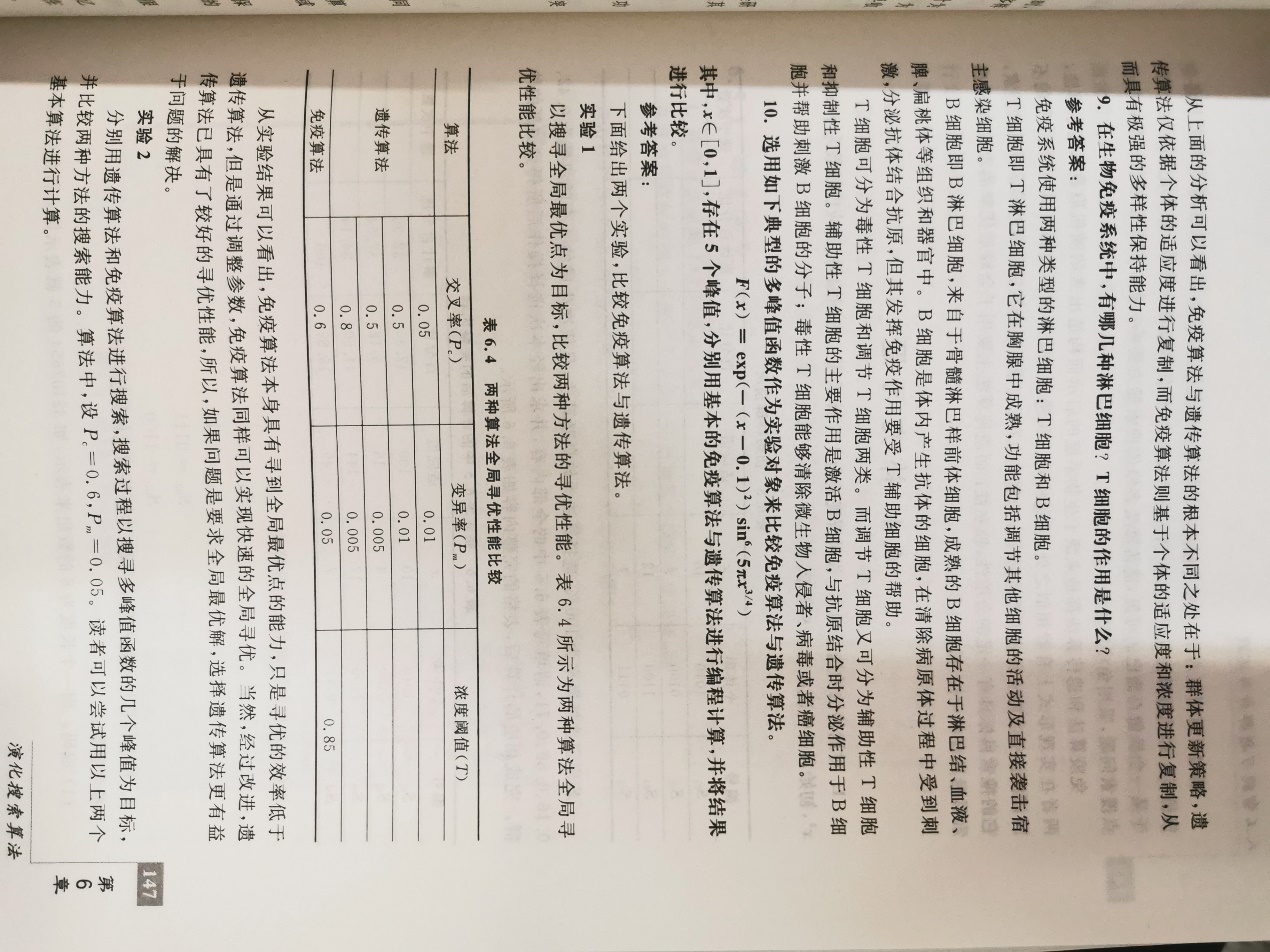 从上面的分析可以看出，免疫算法与遗传算法的根本不同之处在于：群体更新策略，遗
传算法仅依据个体的适应度进行复制，而免疫算法则基于个体的适应度和浓度进行复制，从
而具有极强的多样性保持能力。
9. 在生物免疫系统中，有哪几种淋巴细胞？T 细胞的作用是什么？
参考答案：
免疫系统使用两种类型的淋巴细胞：T 细胞和 B 细胞。
T 细胞即 T 淋巴细胞，它在胸腺中成熟，功能包括调节其他细胞的活动及直接袭击宿
主感染细胞。
B 细胞即 B 淋巴细胞，来自于骨髓淋巴样前体细胞，成熟的 B 细胞存在于淋巴结、血液、
脾、扁桃体等组织和器官中。B 细胞是体内产生抗体的细胞，在清除病原体过程中受到刺
激，分泌抗体结合抗原，但其发挥免疫作用要受 T 辅助细胞的帮助。
T 细胞可分为毒性 T 细胞和调节 T 细胞两类。而调节 T 细胞又可分为辅助性 T 细胞
和抑制性 T 细胞。辅助性 T 细胞的主要作用是激活 B 细胞，与抗原结合时分泌作用于 B 细
胞并帮助刺激 B 细胞的分子；毒性 T 细胞能够清除微生物入侵者、病毒或者癌细胞。
10. 选用如下典型的多峰值函数作为实验对象来比较免疫算法与遗传算法。
F(x) = exp(−(x−0.1)²) sin⁶(5πx^{3/4})
其中，x∈[0,1]，存在 5 个峰值，分别用基本的免疫算法与遗传算法进行编程计算，并将结果
进行比较。
参考答案：
下面给出两个实验，比较免疫算法与遗传算法。
实验 1
以搜寻全局最优点为目标，比较两种方法的寻优性能。表 6.4 所示为两种算法全局寻
优性能比较。
表 6.4 两种算法全局寻优性能比较
算法 交叉率(Pc) 变异率(Pm) 浓度阈值(T)
0.05 0.01
0.5 0.01
遗传算法 0.5 0.005
0.8 0.005
免疫算法 0.6 0.05 0.85
从实验结果可以看出，免疫算法本身具有寻到全局最优点的能力，只是寻优的效率低于
遗传算法，但是通过调整参数，免疫算法同样可以实现快速的全局寻优。当然，经过改进，遗
传算法已具有了较好的寻优性能，所以，如果问题是要求全局最优解，选择遗传算法更有益
于问题的解决。
实验 2
分别用遗传算法和免疫算法进行搜索，搜索过程以搜寻多峰值函数的几个峰值为目标，
并比较两种方法的搜索能力。算法中，设 Pc＝0.6，Pm＝0.05。读者可以尝试用以上两个
基本算法进行计算。
147
第
6
章
演化搜索算法